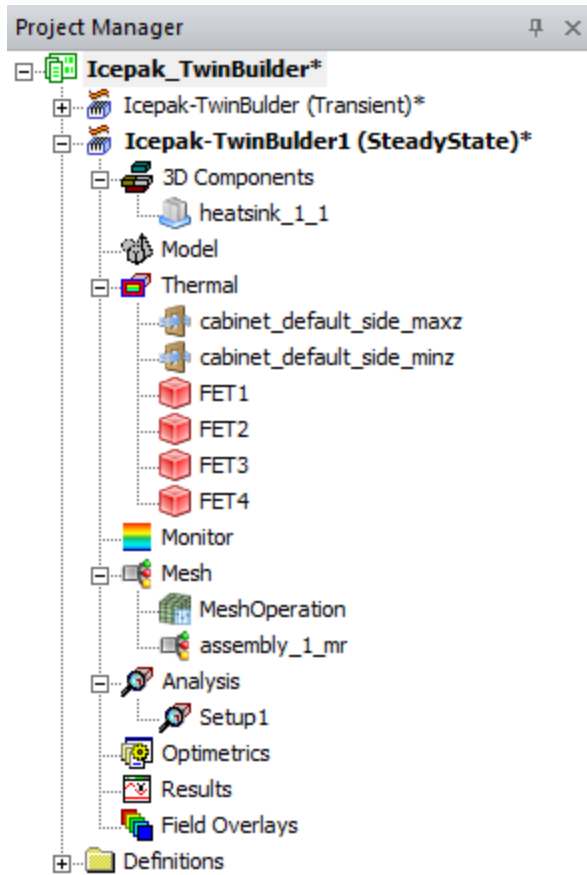 Project Manager
Icepak_TwinBuilder*
Icepak-TwinBulder (Transient)*
Icepak-TwinBulder1 (SteadyState)*
3D Components
heatsink_1_1
Model
Thermal
cabinet_default_side_maxz
cabinet_default_side_minz
FET1
FET2
FET3
FET4
Monitor
Mesh
MeshOperation
assembly_1_mr
Analysis
Setup1
Optimetrics
Results
Field Overlays
Definitions